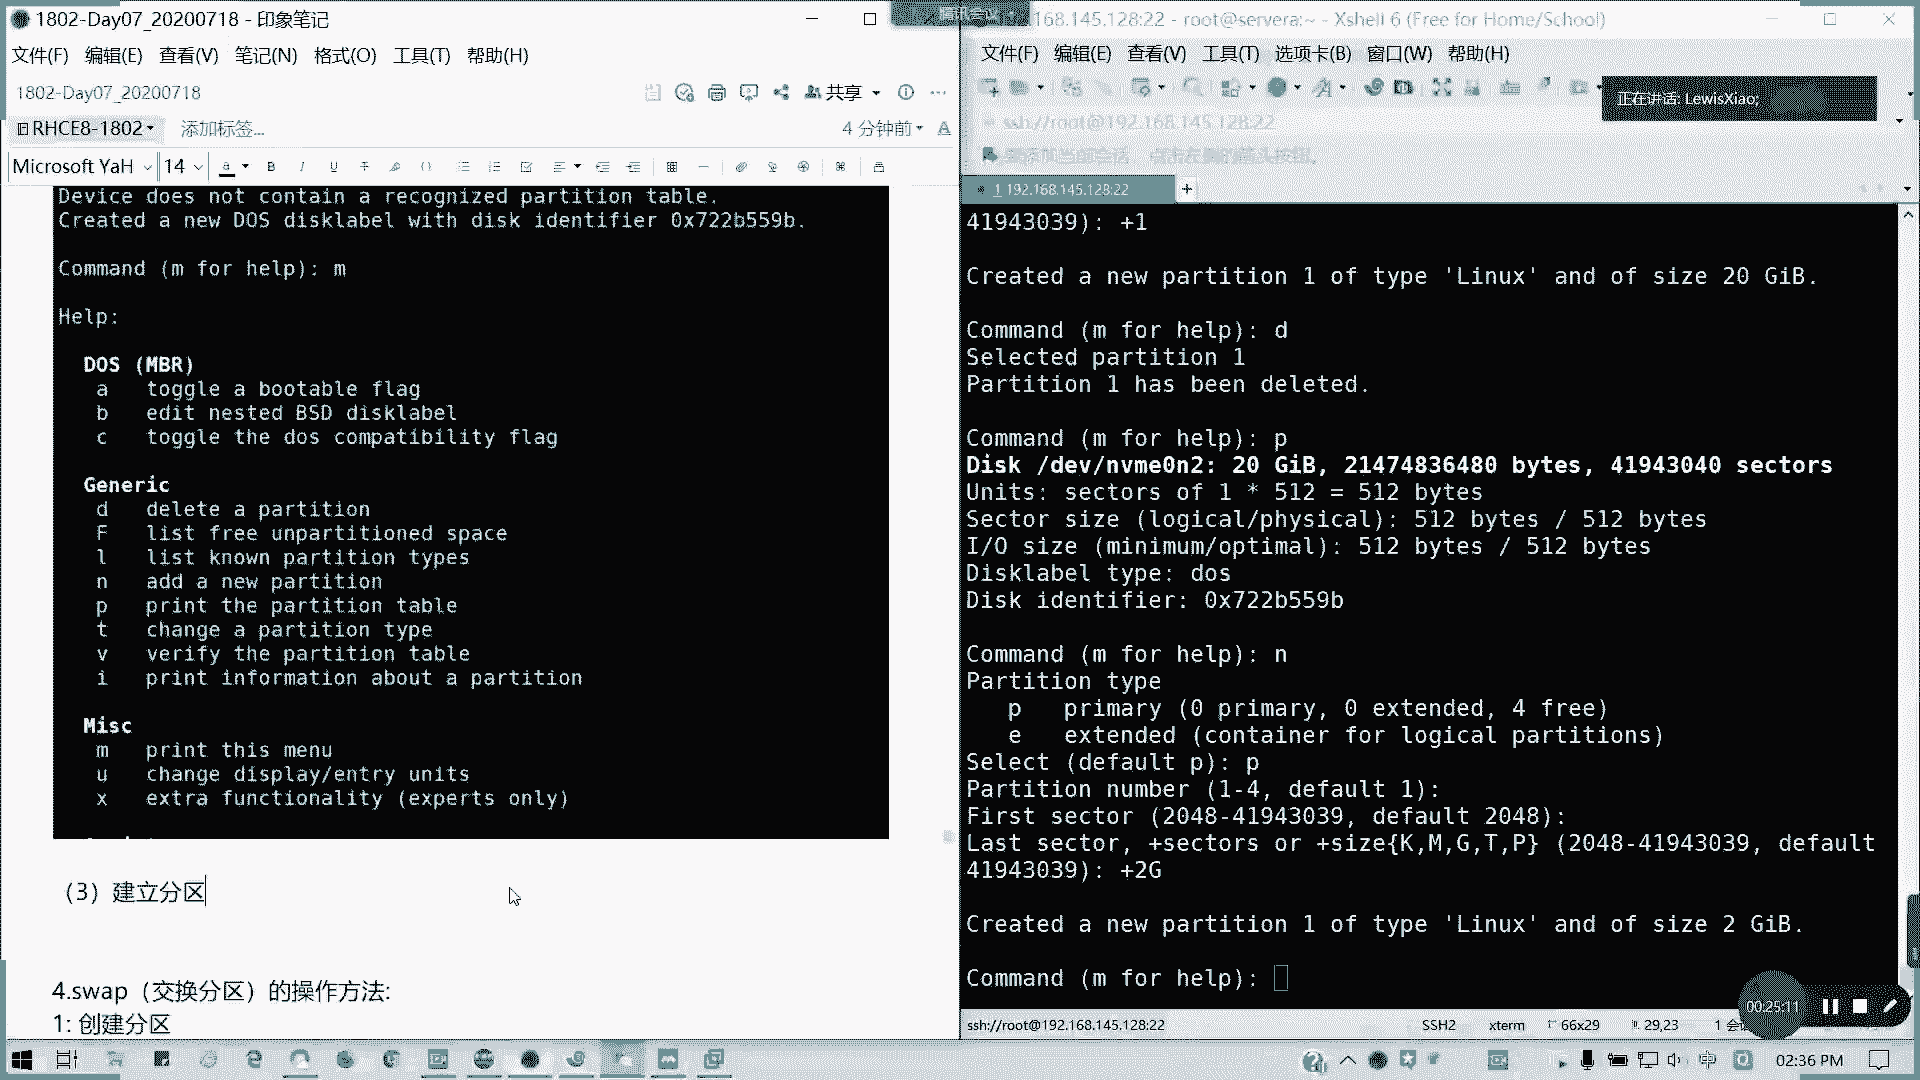 1802-Day07_20200718 - 印象笔记
文件(F) 编辑(E) 查看(V) 笔记(N) 格式(O) 工具(T) 帮助(H)
1802-Day07_20200718
共享
RHCE8-1802 添加标签...
4 分钟前
Microsoft YaH 14
Device does not contain a recognized partition table.
Created a new DOS disklabel with disk identifier 0x722b559b.
Command (m for help): m
Help:
DOS (MBR)
a toggle a bootable flag
b edit nested BSD disklabel
c toggle the dos compatibility flag
Generic
d delete a partition
F list free unpartitioned space
l list known partition types
n add a new partition
p print the partition table
t change a partition type
v verify the partition table
i print information about a partition
Misc
m print this menu
u change display/entry units
x extra functionality (experts only)
（3）建立分区
4.swap（交换分区）的操作方法:
1: 创建分区
168.145.128:22 - root@servera:~ - Xshell 6 (Free for Home/School)
文件(F) 编辑(E) 查看(V) 工具(T) 选项卡(B) 窗口(W) 帮助(H)
正在讲话: LewisXiao;
ssh://root@192.168.145.128:22
1 192.168.145.128:22
41943039): +1
Created a new partition 1 of type 'Linux' and of size 20 GiB.
Command (m for help): d
Selected partition 1
Partition 1 has been deleted.
Command (m for help): p
Disk /dev/nvme0n2: 20 GiB, 21474836480 bytes, 41943040 sectors
Units: sectors of 1 * 512 = 512 bytes
Sector size (logical/physical): 512 bytes / 512 bytes
I/O size (minimum/optimal): 512 bytes / 512 bytes
Disklabel type: dos
Disk identifier: 0x722b559b
Command (m for help): n
Partition type
p primary (0 primary, 0 extended, 4 free)
e extended (container for logical partitions)
Select (default p): p
Partition number (1-4, default 1):
First sector (2048-41943039, default 2048):
Last sector, +sectors or +size{K,M,G,T,P} (2048-41943039, default
41943039): +2G
Created a new partition 1 of type 'Linux' and of size 2 GiB.
Command (m for help):
00:25:11
ssh://root@192.168.145.128:22 SSH2 xterm 66x29 29,23
中 02:36 PM